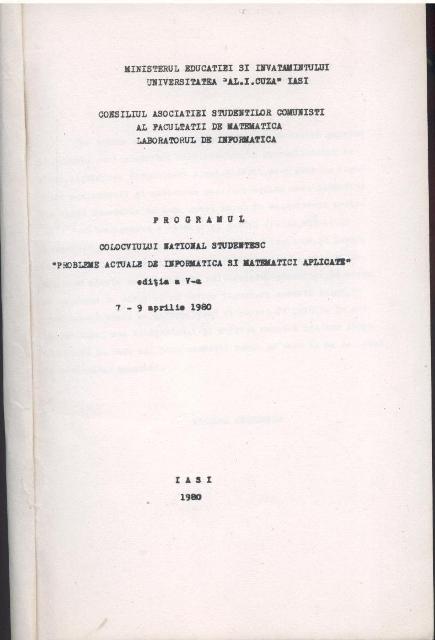 MINISTERUL EDUCATIEI SI INVATAMINTULUI
UNIVERSITATEA "AL.I.CUZA" IASI
CONSILIUL ASOCIATIEI STUDENTILOR COMUNISTI
AL FACULTATII DE MATEMATICA
LABORATORUL DE INFORMATICA
P R O G R A M U L
COLOCVIULUI NATIONAL STUDENTESC
"PROBLEME ACTUALE DE INFORMATICA SI MATEMATICI APLICATE"
ediţia a V-a
7 - 9 aprilie 1980
I A S I
1980